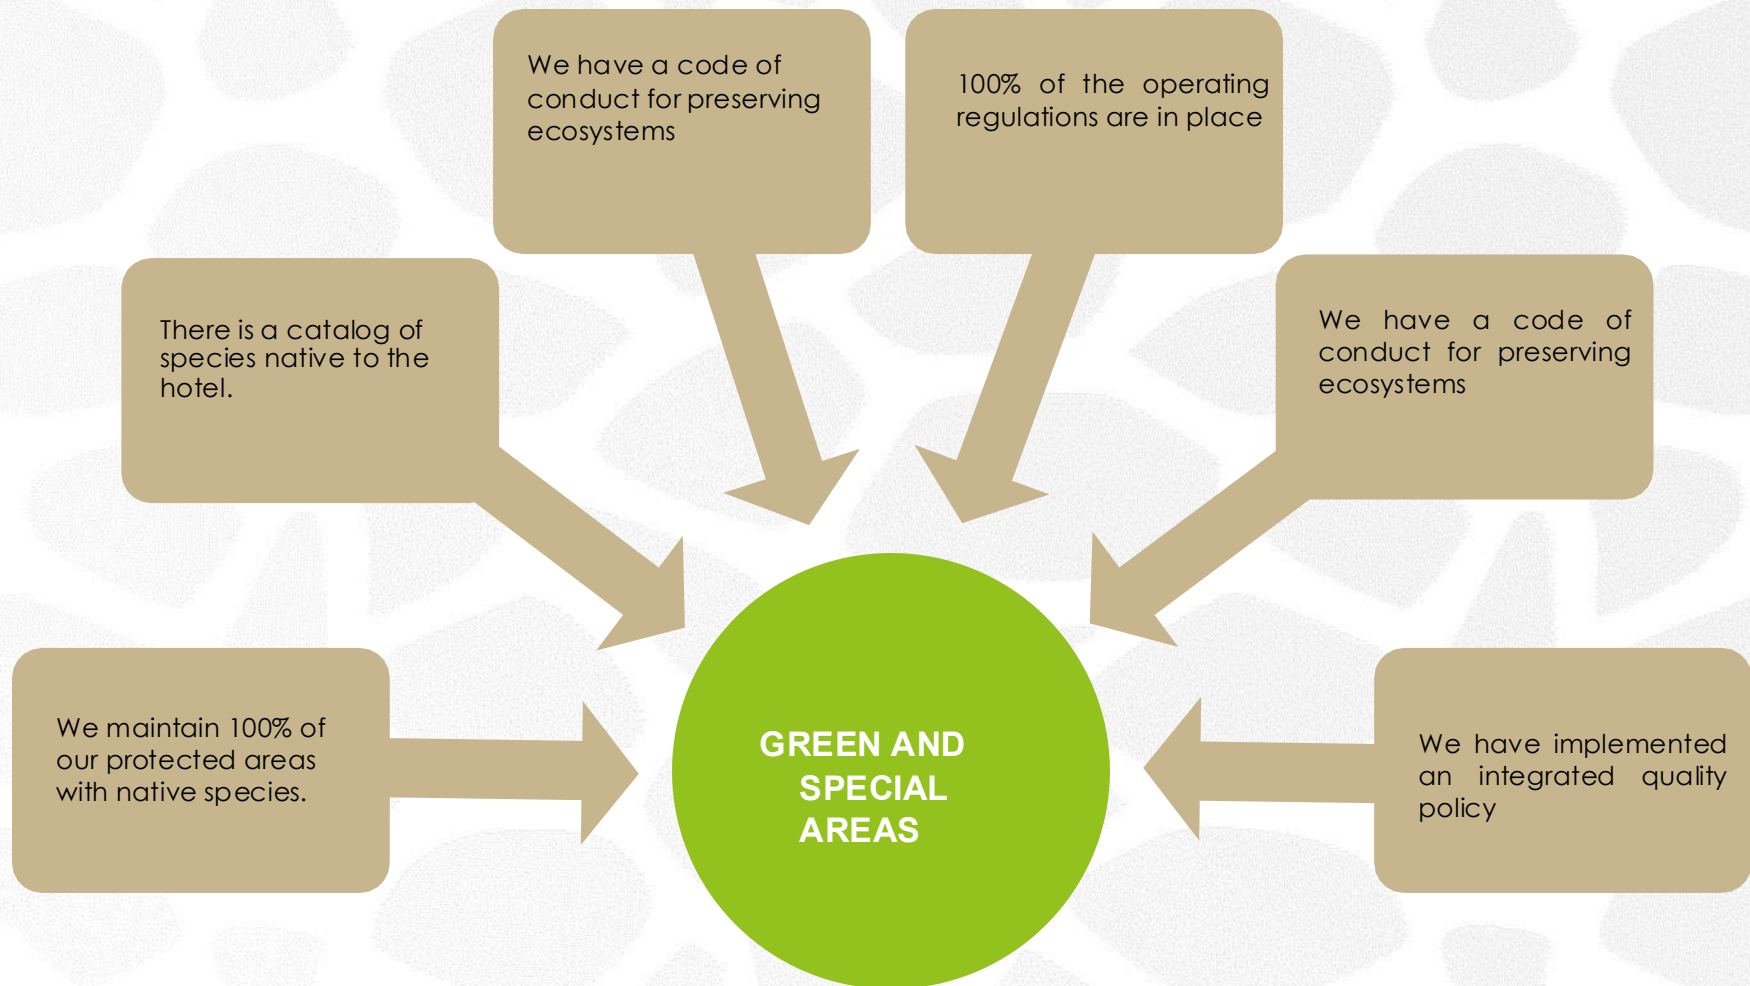 We have a code of
conduct for preserving
ecosystems
100% of the operating
regulations are in place
There is a catalog of
species native to the
hotel.
We have a code of
conduct for preserving
ecosystems
We maintain 100% of
our protected areas
with native species.
GREEN AND
SPECIAL
AREAS
We have implemented
an integrated quality
policy